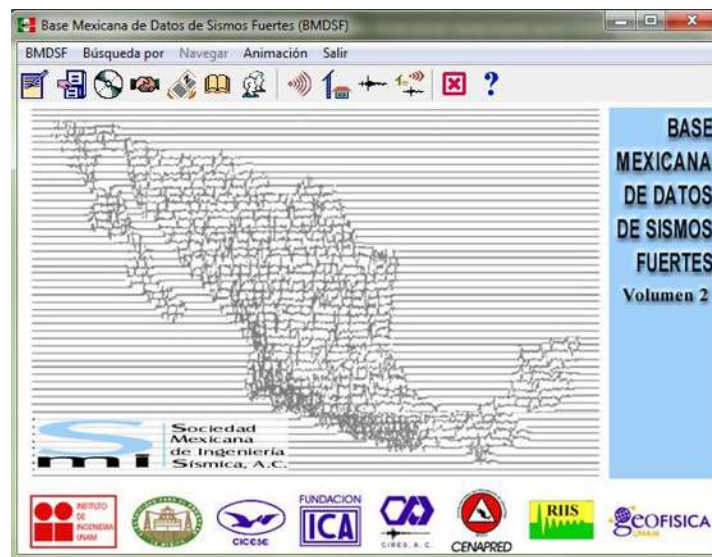 Base Mexicana de Datos de Sismos Fuertes (BMDSF)
BMDSF Búsqueda por Navegar Animación Salir
BASE
MEXICANA
DE DATOS
DE SISMOS
FUERTES
Volumen 2
Sociedad
Mexicana
de Ingeniería
Sísmica, A.C.
smi
INSTITUTO
DE
INGENIERIA
UNAM
CICESE
FUNDACION
ICA
CIRES, A. C.
CENAPRED
RIIS
GEOFISICA
UNAM